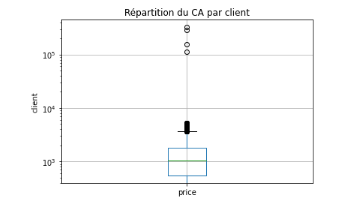 Répartition du CA par client
10⁵
10⁴
10³
client
price